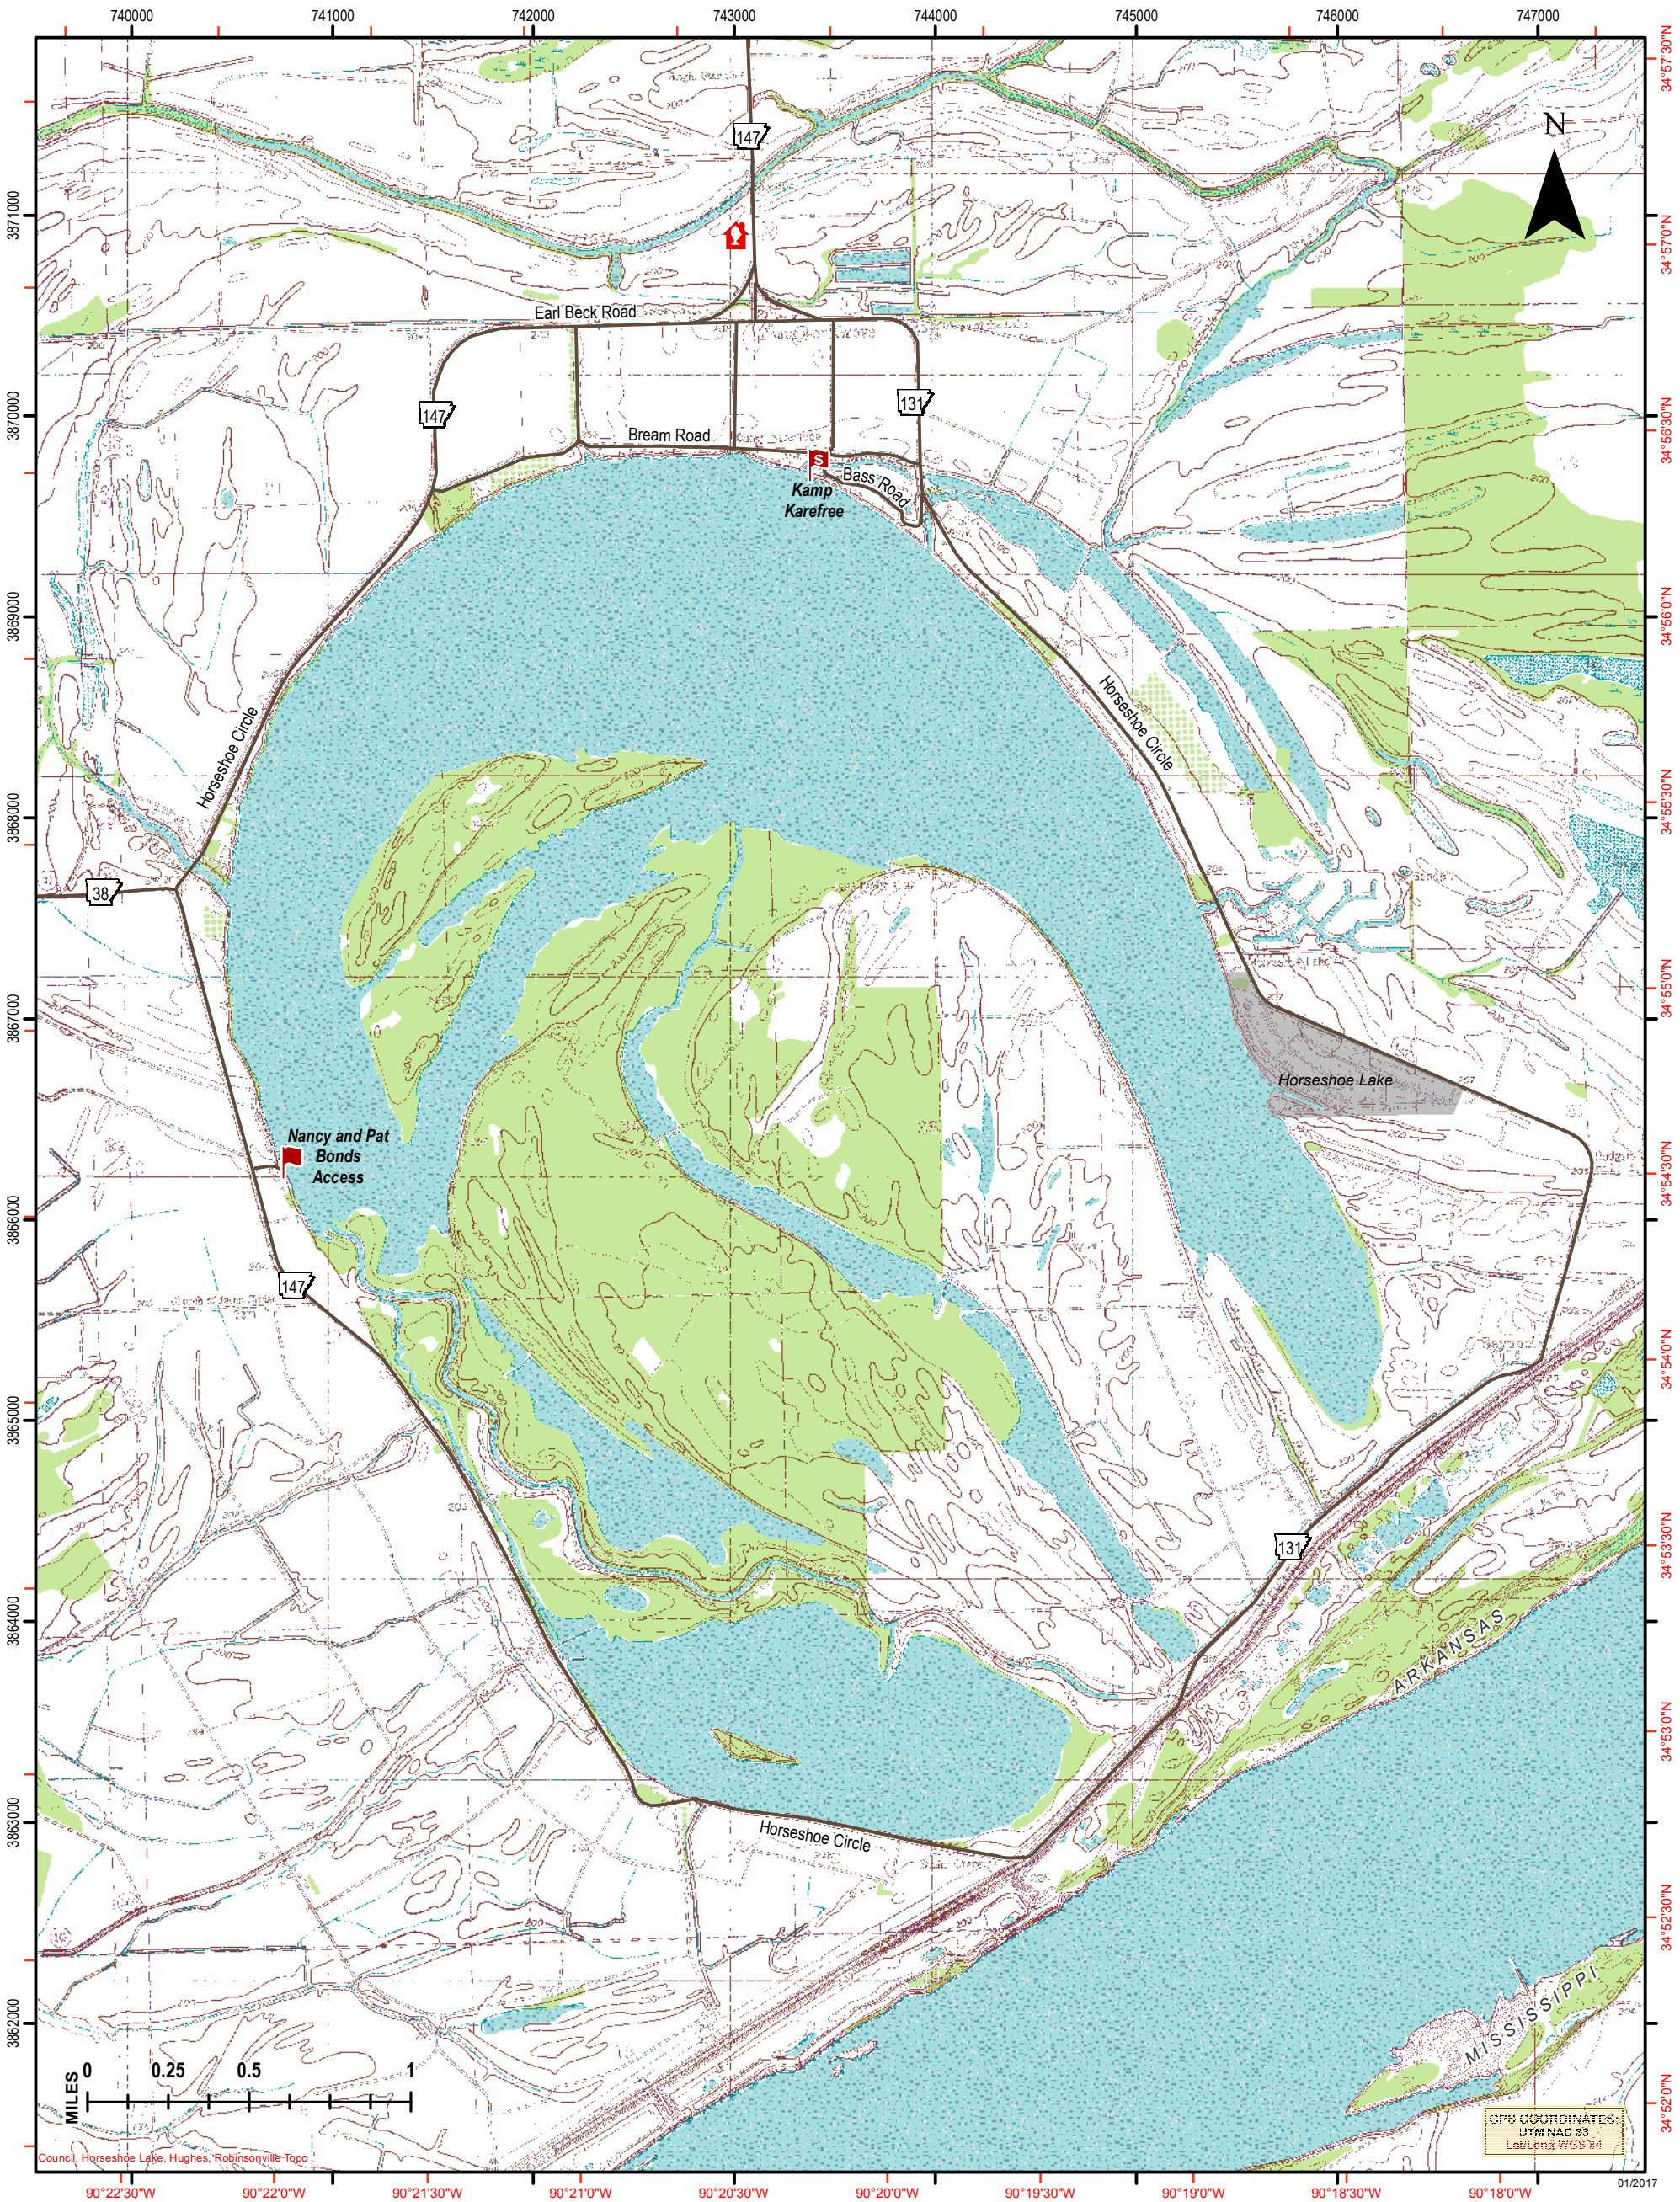 740000
741000
742000
743000
744000
745000
746000
747000
34°57'30"N
N
147
3871000
34°57'0"N
Earl Beck Road
147
131
3870000
34°56'30"N
Bream Road
S
Bass Road
Kamp
Karefree
3869000
34°56'0"N
Horseshoe Circle
Horseshoe Circle
3868000
34°55'30"N
38
3867000
34°55'0"N
Horseshoe Lake
Nancy and Pat
Bonds
Access
34°54'30"N
3866000
147
34°54'0"N
3865000
131
34°53'30"N
3864000
ARKANSAS
34°53'0"N
3863000
Horseshoe Circle
34°52'30"N
3862000
MISSISSIPPI
MILES
0
0.25
0.5
1
34°52'0"N
GPS COORDINATES:
UTM NAD 83
Lat/Long WGS 84
Council, Horseshoe Lake, Hughes, Robinsonville Topo
01/2017
90°22'30"W
90°22'0"W
90°21'30"W
90°21'0"W
90°20'30"W
90°20'0"W
90°19'30"W
90°19'0"W
90°18'30"W
90°18'0"W